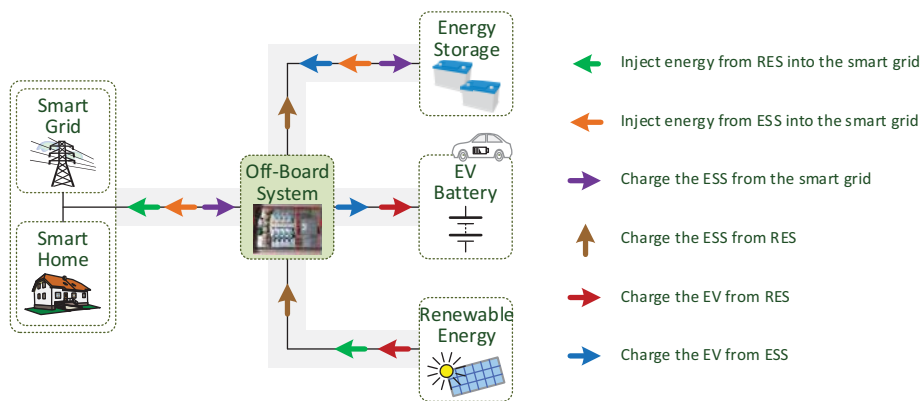 Energy
Storage
Smart
Grid
Off-Board
System
EV
Battery
Smart
Home
Renewable
Energy
Inject energy from RES into the smart grid
Inject energy from ESS into the smart grid
Charge the ESS from the smart grid
Charge the ESS from RES
Charge the EV from RES
Charge the EV from ESS